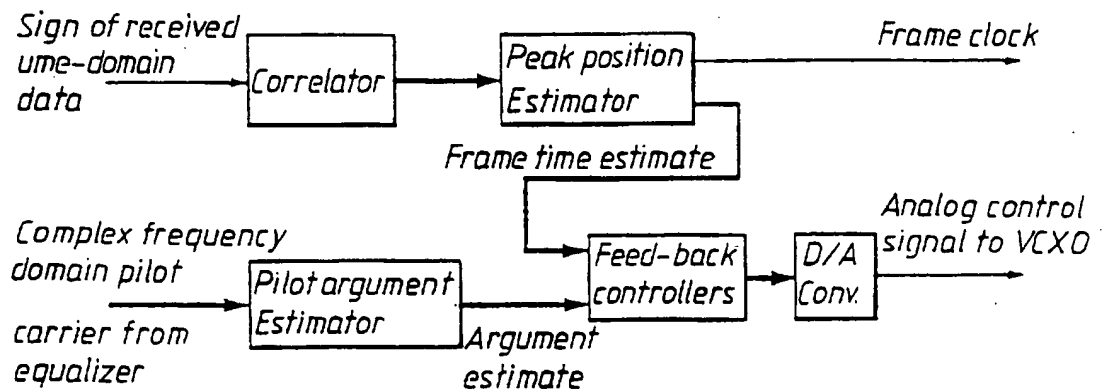 Sign of received
ume-domain
data
Correlator
Peak position
Estimator
Frame clock
Frame time estimate
Complex frequency
domain pilot
carrier from
equalizer
Pilot argument
Estimator
Argument
estimate
Feed-back
controllers
D/A
Conv.
Analog control
signal to VCXO